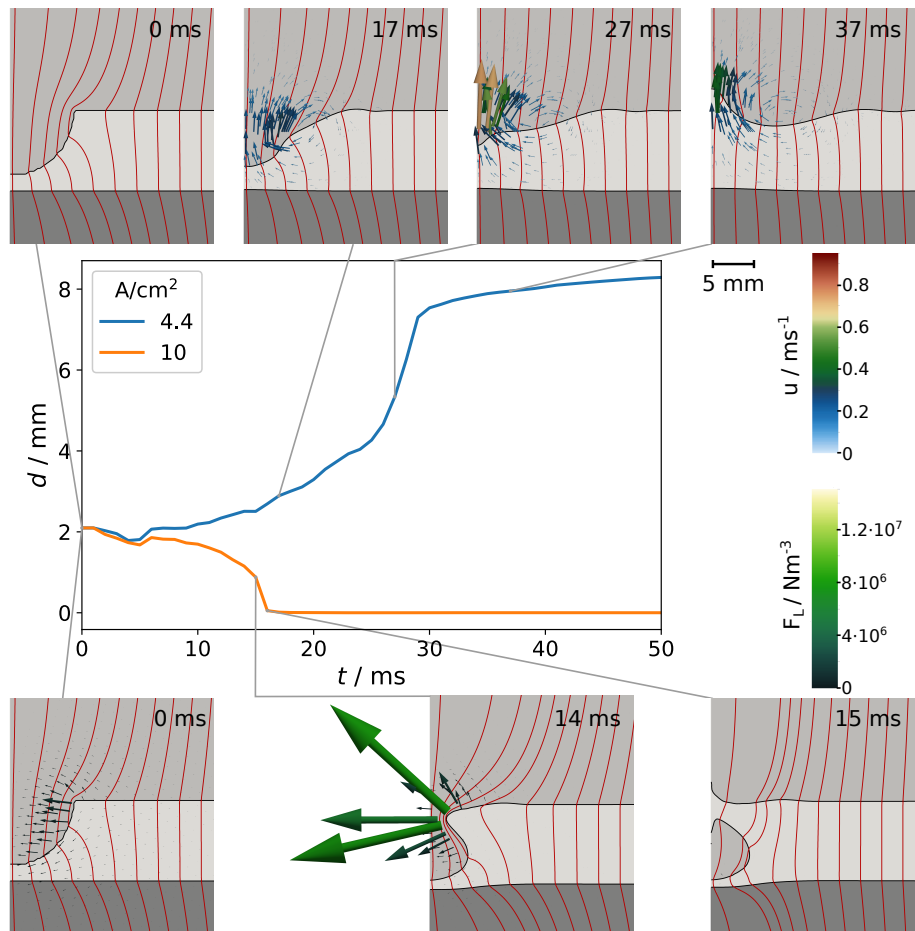 0 ms
17 ms
27 ms
37 ms
5 mm
A/cm²
4.4
10
8
6
4
2
0
d / mm
0
10
20
30
40
50
t / ms
0.8
0.6
0.4
0.2
0
u / ms⁻¹
1.2·10⁷
8·10⁶
4·10⁶
0
F_L / Nm⁻³
0 ms
14 ms
15 ms